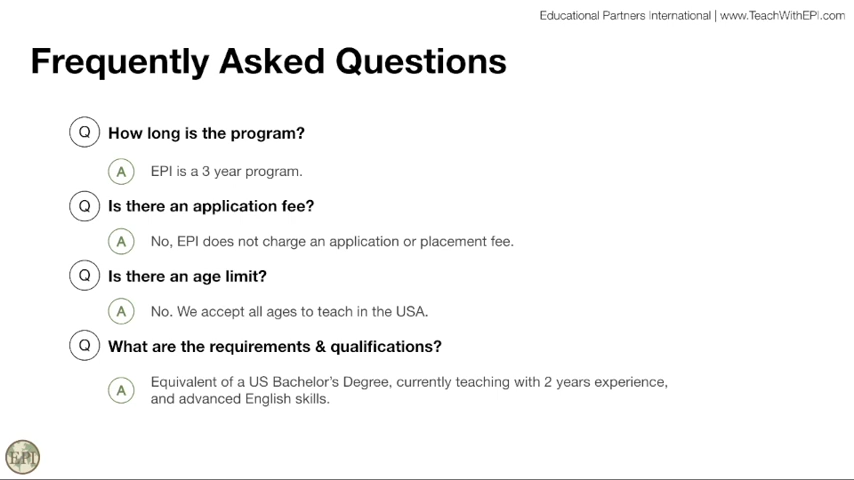 Educational Partners International | www.TeachWithEPI.com
Frequently Asked Questions
Q How long is the program?
A EPI is a 3 year program.
Q Is there an application fee?
A No, EPI does not charge an application or placement fee.
Q Is there an age limit?
A No. We accept all ages to teach in the USA.
Q What are the requirements & qualifications?
A Equivalent of a US Bachelor’s Degree, currently teaching with 2 years experience,
and advanced English skills.
EPI